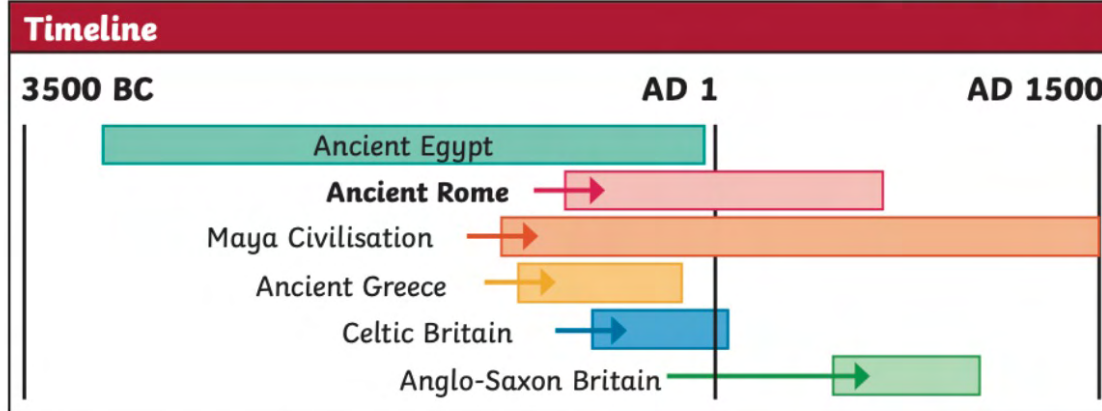 Timeline
3500 BC AD 1 AD 1500
Ancient Egypt
Ancient Rome
Maya Civilisation
Ancient Greece
Celtic Britain
Anglo-Saxon Britain